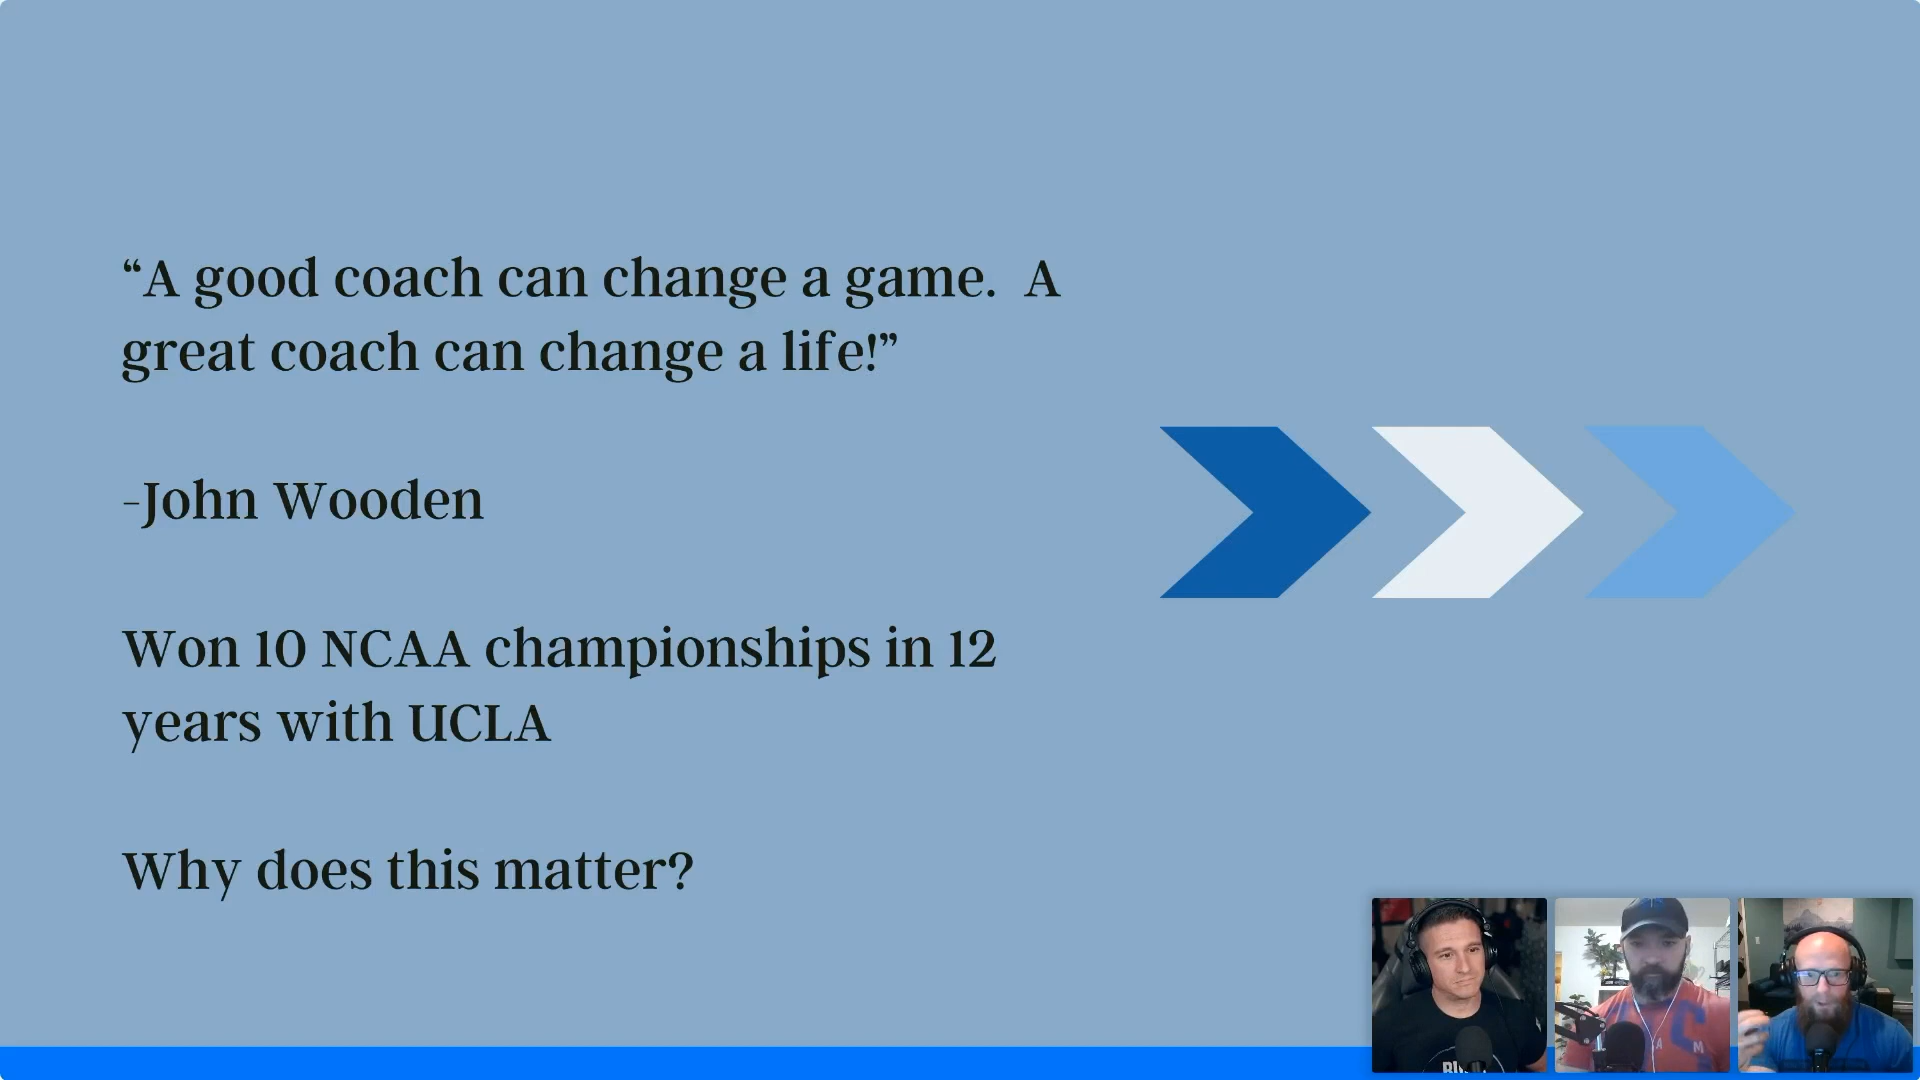 “A good coach can change a game.  A
great coach can change a life!”
-John Wooden
Won 10 NCAA championships in 12
years with UCLA
Why does this matter?